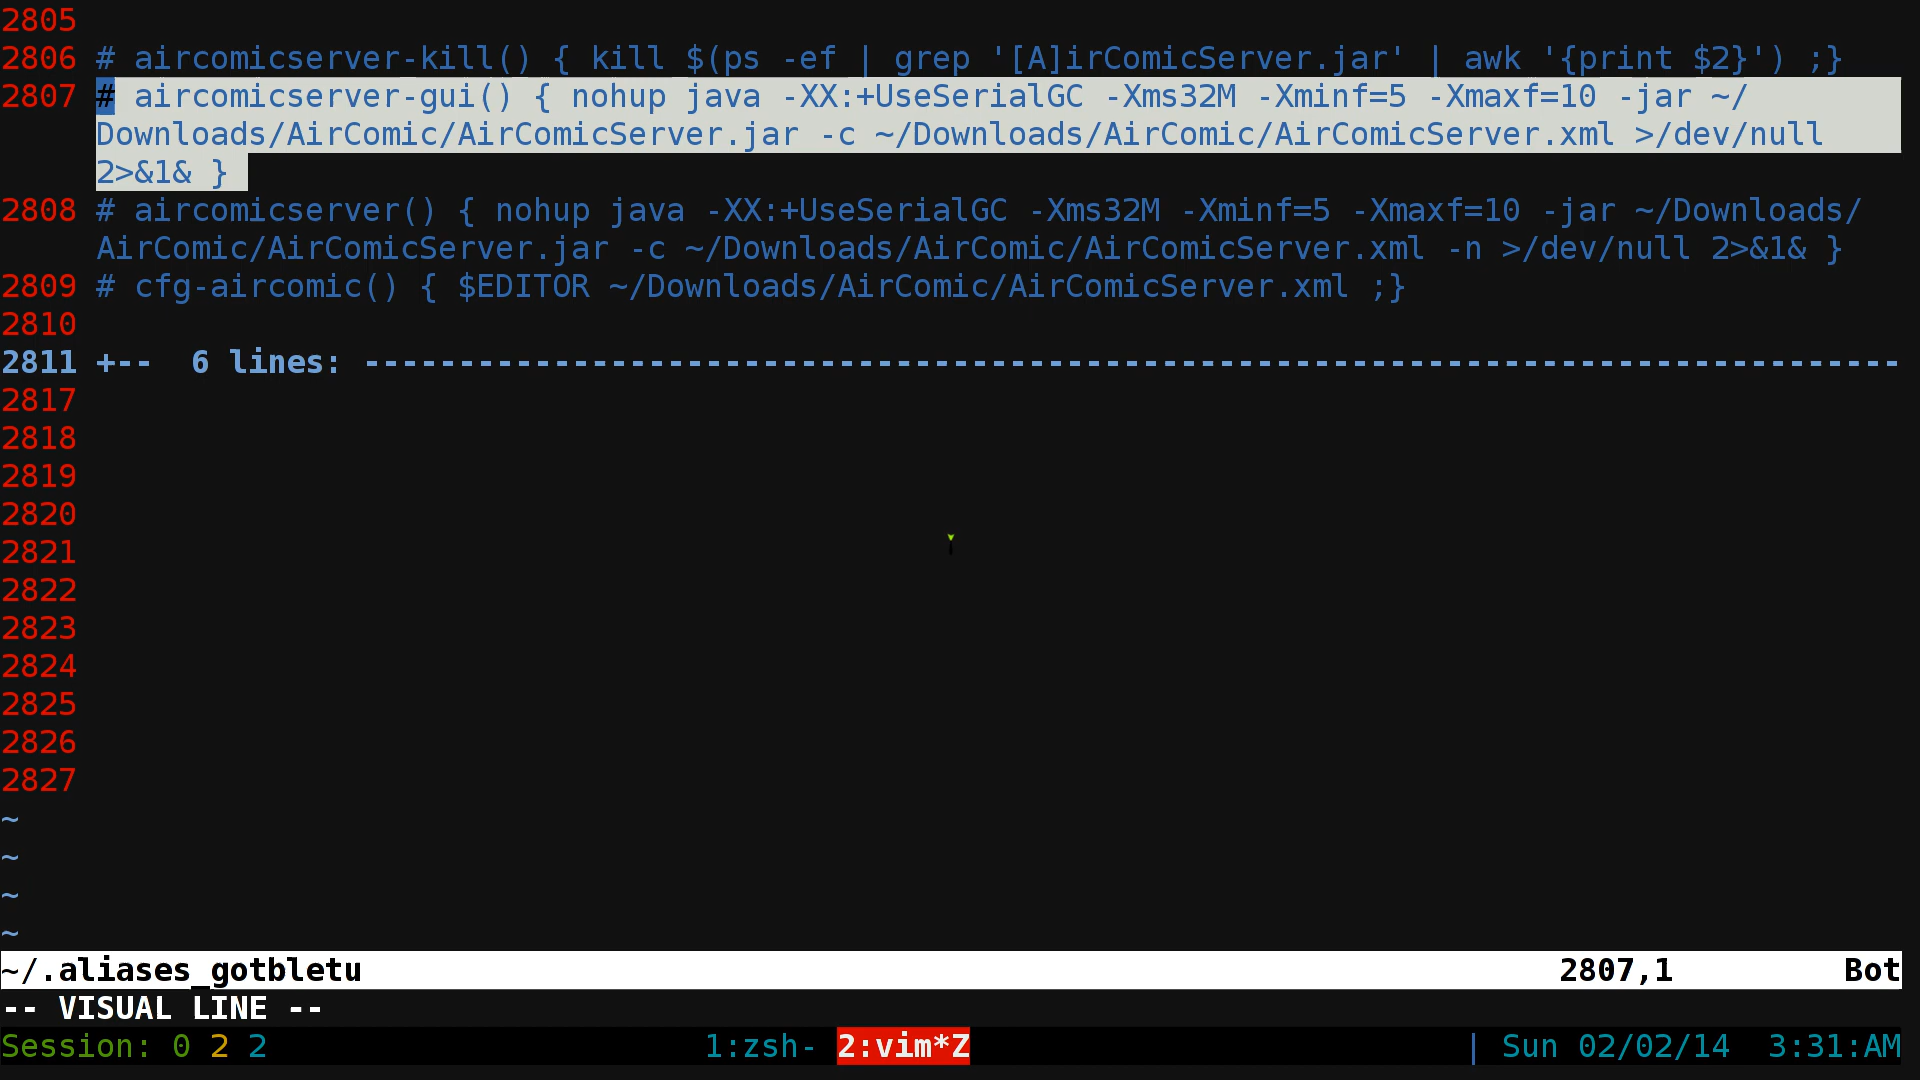 2805
2806 # aircomicserver-kill() { kill $(ps -ef | grep '[A]irComicServer.jar' | awk '{print $2}') ;}
2807 # aircomicserver-gui() { nohup java -XX:+UseSerialGC -Xms32M -Xminf=5 -Xmaxf=10 -jar ~/
Downloads/AirComic/AirComicServer.jar -c ~/Downloads/AirComic/AirComicServer.xml >/dev/null
2>&1& }
2808 # aircomicserver() { nohup java -XX:+UseSerialGC -Xms32M -Xminf=5 -Xmaxf=10 -jar ~/Downloads/
AirComic/AirComicServer.jar -c ~/Downloads/AirComic/AirComicServer.xml -n >/dev/null 2>&1& }
2809 # cfg-aircomic() { $EDITOR ~/Downloads/AirComic/AirComicServer.xml ;}
2810
2811 +--  6 lines: ---------------------------------------------------------------------------------
2817
2818
2819
2820
2821
2822
2823
2824
2825
2826
2827
~
~
~
~
~/.aliases_gotbletu 2807,1 Bot
-- VISUAL LINE --
Session: 0 2 2 1:zsh- 2:vim*Z | Sun 02/02/14  3:31:AM